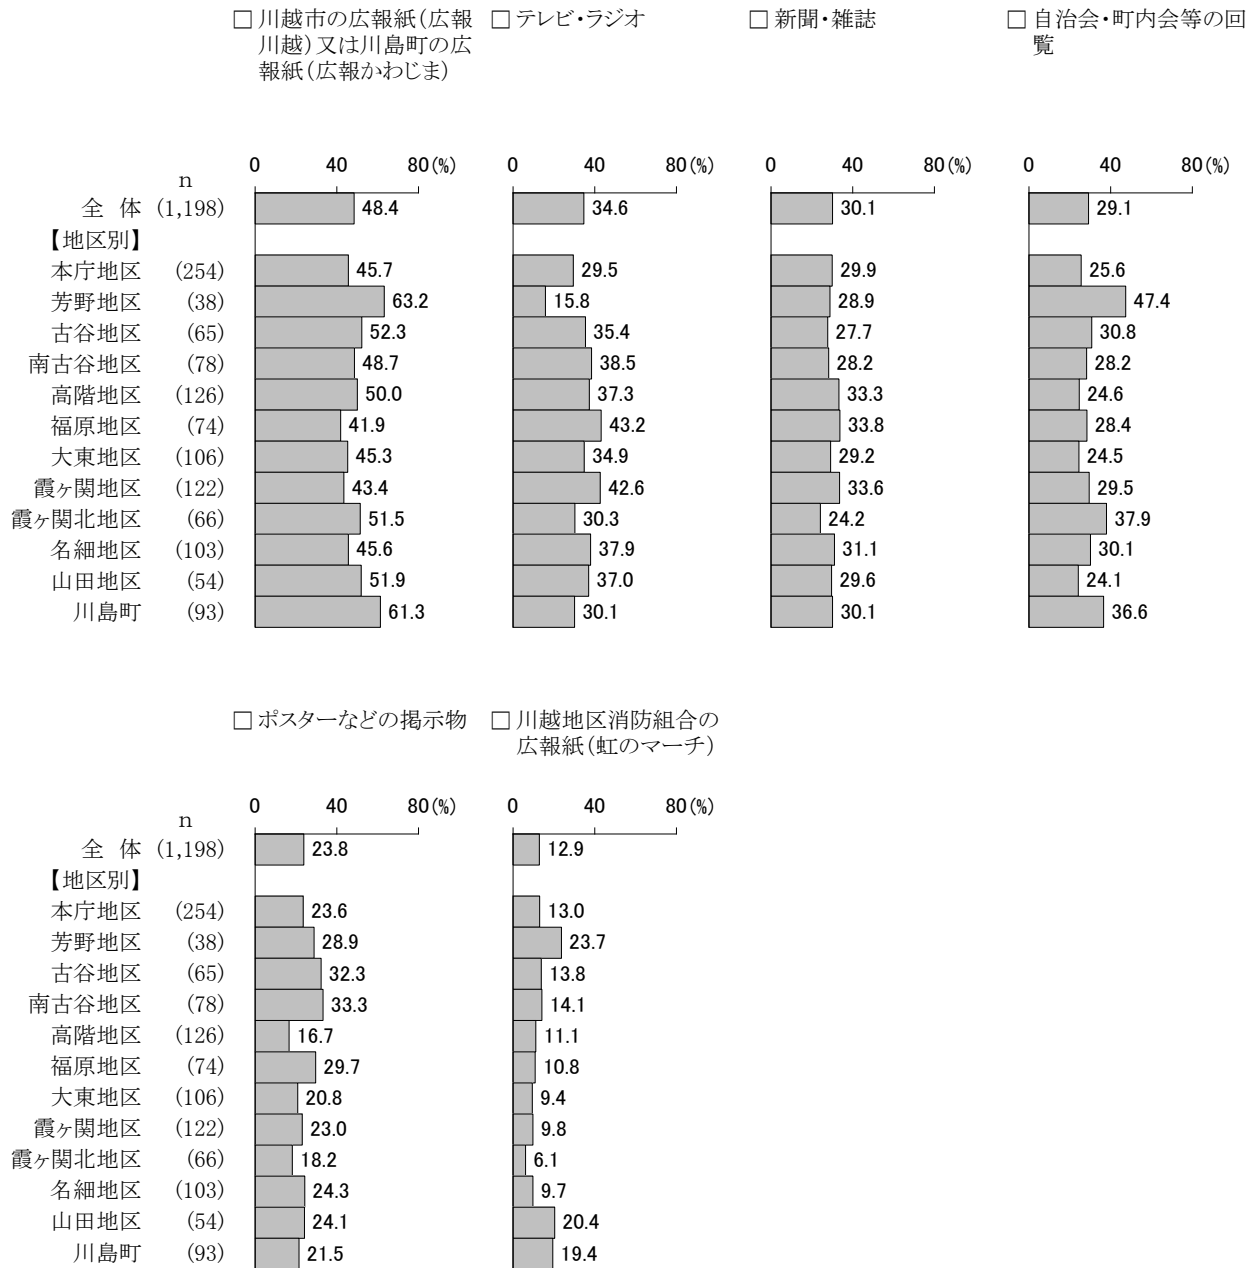 □ 川越市の広報紙(広報川越)又は川島町の広報紙(広報かわじま) □ テレビ・ラジオ □ 新聞・雑誌 □ 自治会・町内会等の回覧
0 40 80(%) 0 40 80(%) 0 40 80(%) 0 40 80(%)
n
全 体 (1,198) 48.4 34.6 30.1 29.1
【地区別】
本庁地区 (254) 45.7 29.5 29.9 25.6
芳野地区 (38) 63.2 15.8 28.9 47.4
古谷地区 (65) 52.3 35.4 27.7 30.8
南古谷地区 (78) 48.7 38.5 28.2 28.2
高階地区 (126) 50.0 37.3 33.3 24.6
福原地区 (74) 41.9 43.2 33.8 28.4
大東地区 (106) 45.3 34.9 29.2 24.5
霞ヶ関地区 (122) 43.4 42.6 33.6 29.5
霞ヶ関北地区 (66) 51.5 30.3 24.2 37.9
名細地区 (103) 45.6 37.9 31.1 30.1
山田地区 (54) 51.9 37.0 29.6 24.1
川島町 (93) 61.3 30.1 30.1 36.6
□ ポスターなどの掲示物 □ 川越地区消防組合の広報紙(虹のマーチ)
0 40 80(%) 0 40 80(%)
n
全 体 (1,198) 23.8 12.9
【地区別】
本庁地区 (254) 23.6 13.0
芳野地区 (38) 28.9 23.7
古谷地区 (65) 32.3 13.8
南古谷地区 (78) 33.3 14.1
高階地区 (126) 16.7 11.1
福原地区 (74) 29.7 10.8
大東地区 (106) 20.8 9.4
霞ヶ関地区 (122) 23.0 9.8
霞ヶ関北地区 (66) 18.2 6.1
名細地区 (103) 24.3 9.7
山田地区 (54) 24.1 20.4
川島町 (93) 21.5 19.4